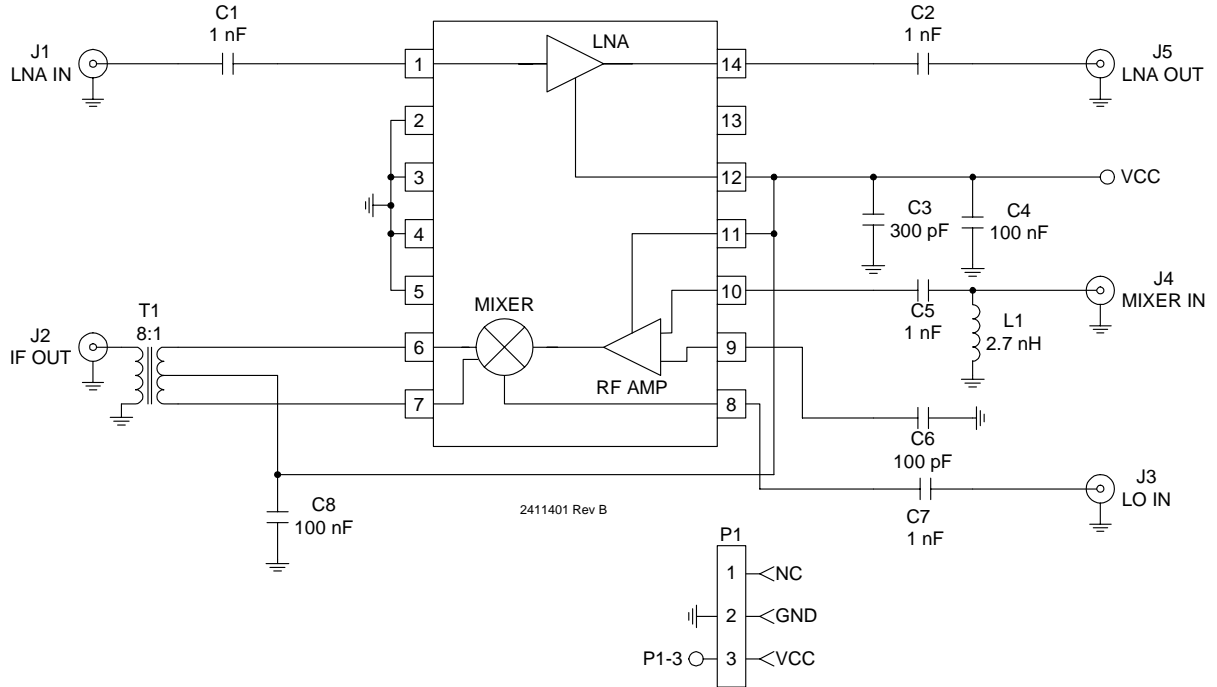 C1
1 nF
J1
LNA IN
LNA
C2
1 nF
J5
LNA OUT
1
14
2
13
3
12
VCC
4
11
C3
300 pF
C4
100 nF
5
10
J4
MIXER IN
C5
1 nF
L1
2.7 nH
MIXER
T1
8:1
J2
IF OUT
6
9
RF AMP
7
8
C6
100 pF
C8
100 nF
2411401 Rev B
C7
1 nF
J3
LO IN
P1
1
NC
2
GND
P1-3
3
VCC